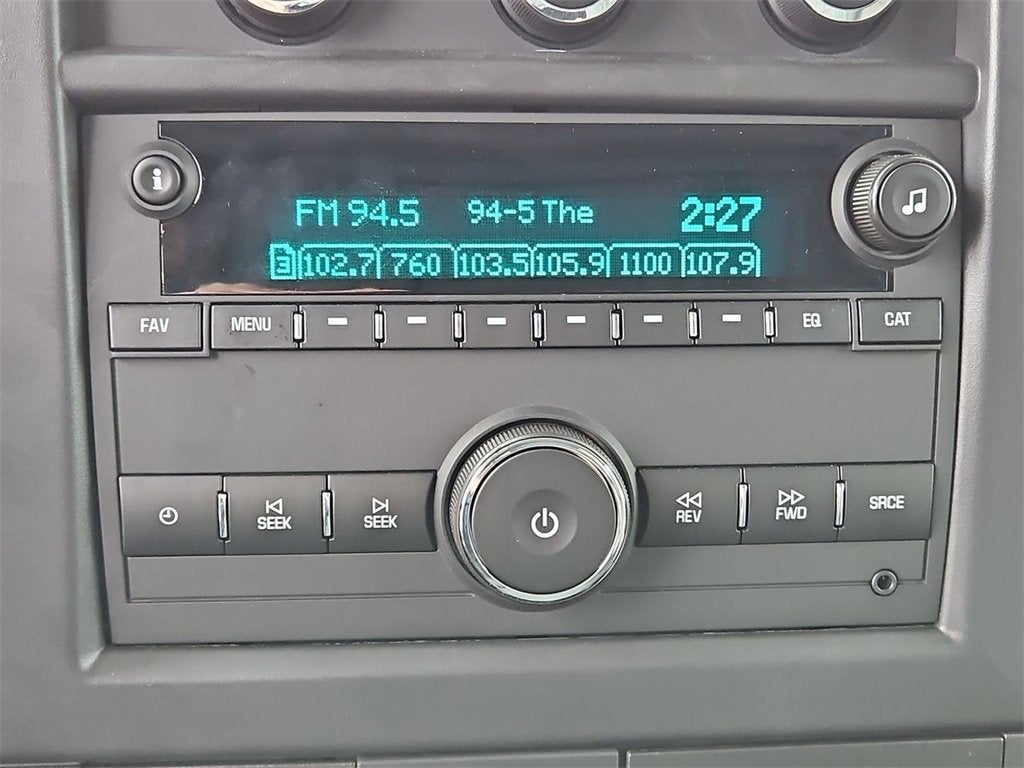 i
FM 94.5 94-5 The 2:27
3 102.7 760 103.5 105.9 1100 107.9
FAV MENU EQ CAT
SEEK SEEK REV FWD SRCE